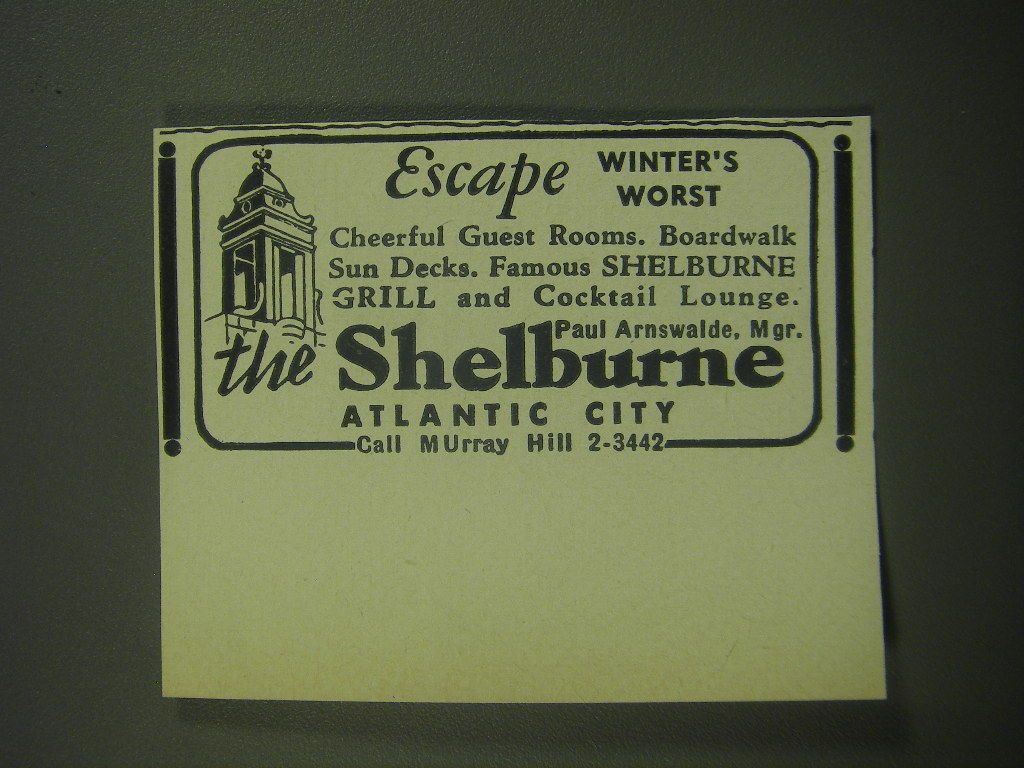 Escape WINTER'S WORST
Cheerful Guest Rooms. Boardwalk
Sun Decks. Famous SHELBURNE
GRILL and Cocktail Lounge.
Paul Arnswalde, Mgr.
the Shelburne
ATLANTIC CITY
Call MUrray Hill 2-3442